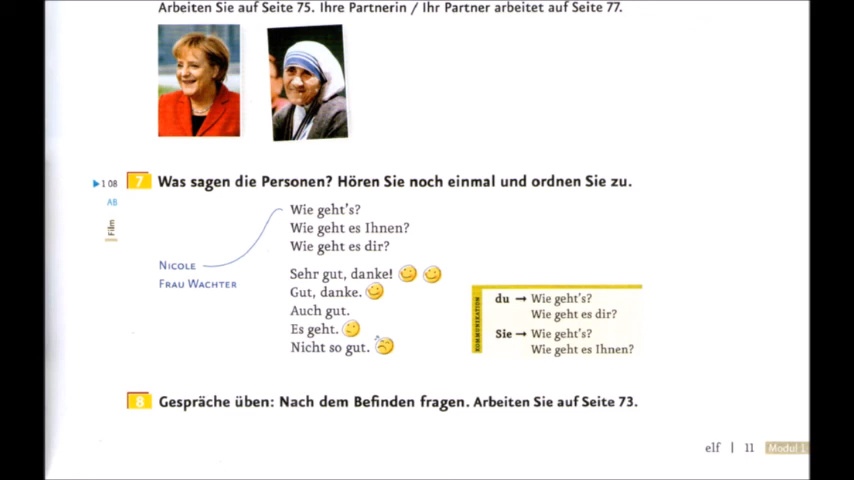 Arbeiten Sie auf Seite 75. Ihre Partnerin / Ihr Partner arbeitet auf Seite 77.
1 08
7 Was sagen die Personen? Hören Sie noch einmal und ordnen Sie zu.
AB
Film
Wie geht's?
Wie geht es Ihnen?
Wie geht es dir?
NICOLE
FRAU WACHTER
Sehr gut, danke!
Gut, danke.
Auch gut.
Es geht.
Nicht so gut.
KOMMUNIKATION
du → Wie geht's?
Wie geht es dir?
Sie → Wie geht's?
Wie geht es Ihnen?
8 Gespräche üben: Nach dem Befinden fragen. Arbeiten Sie auf Seite 73.
elf | 11 Modul 1